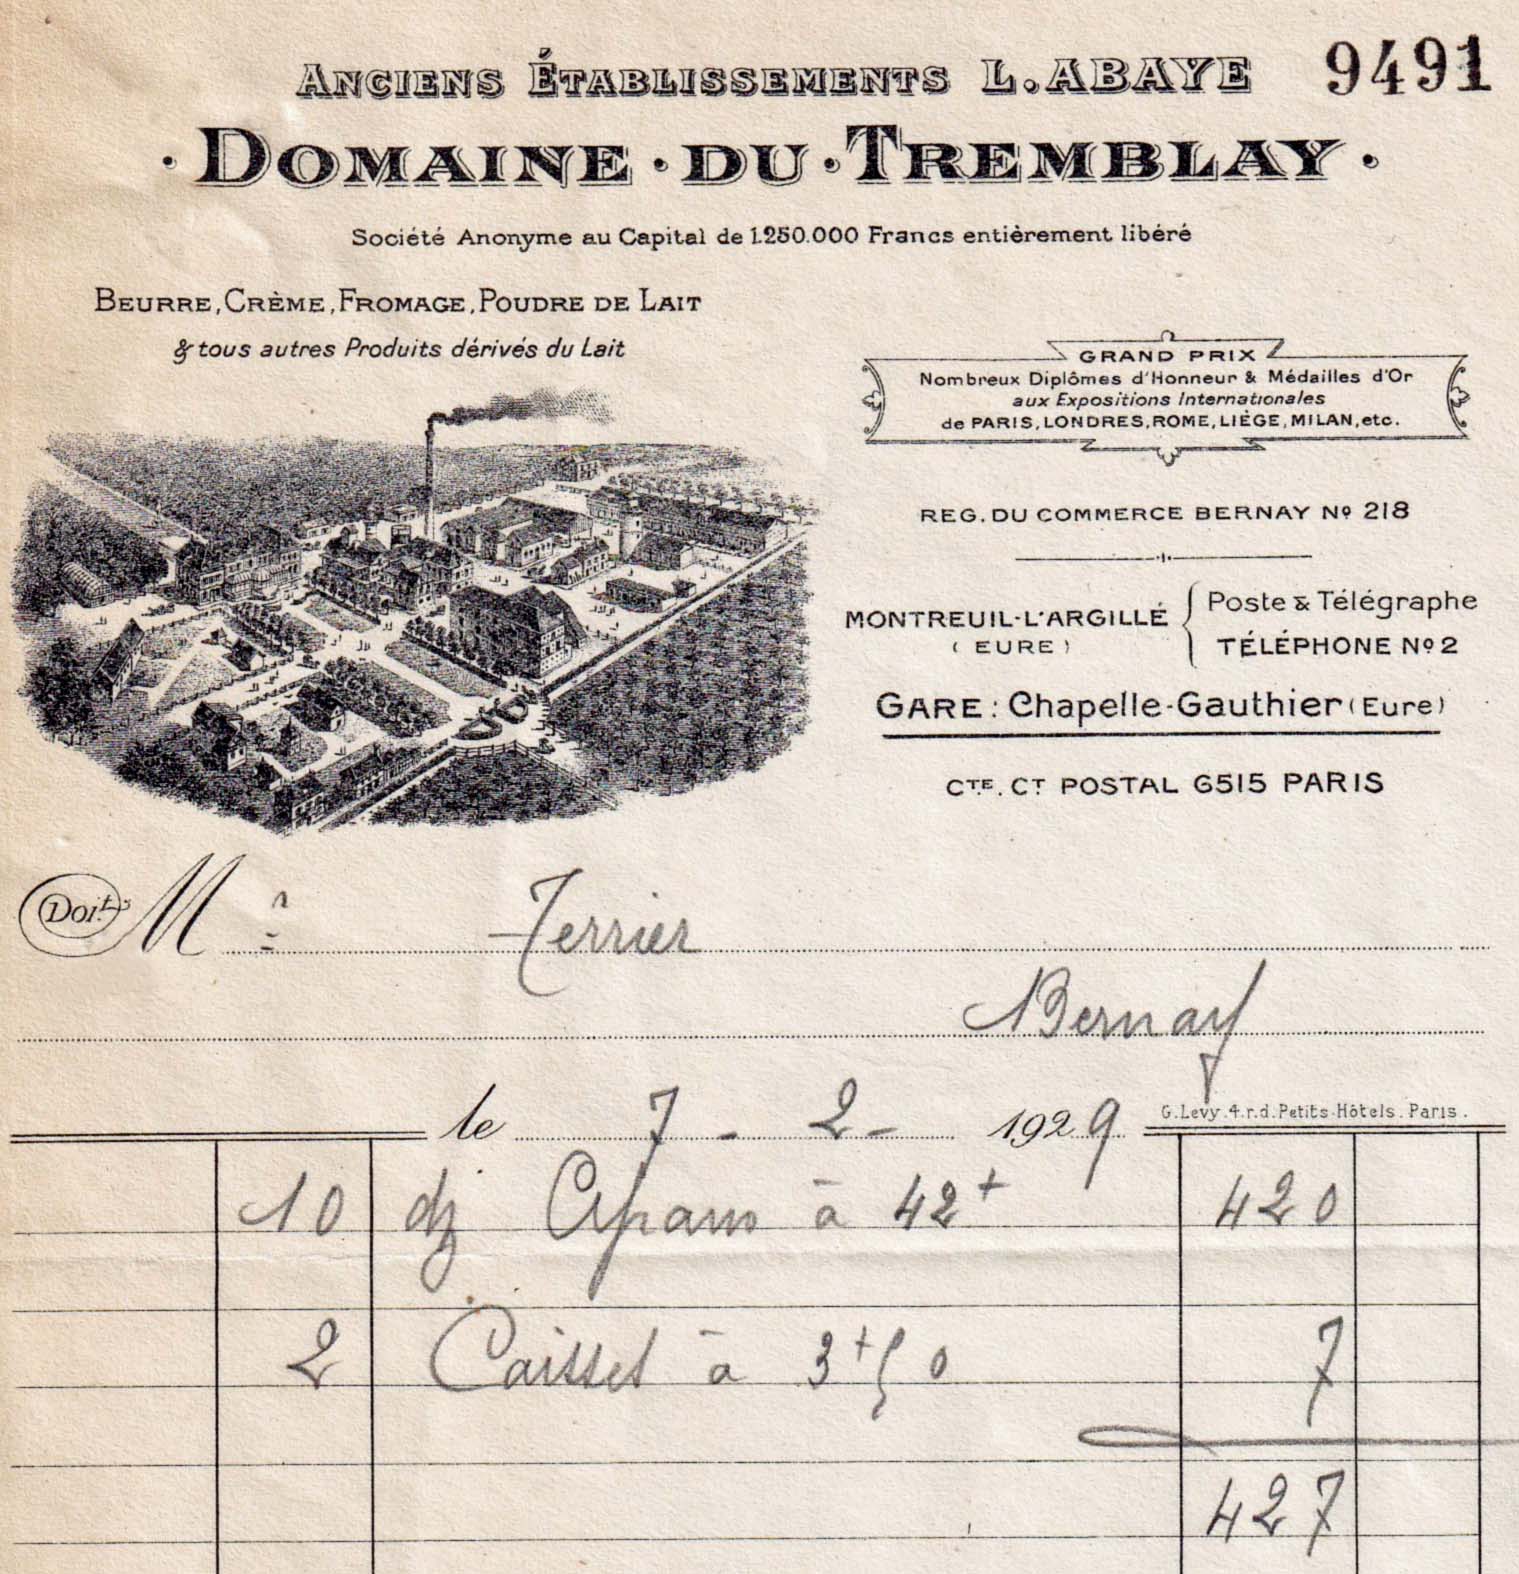 ANCIENS ÉTABLISSEMENTS L. ABAYE 9491
· DOMAINE · DU · TREMBLAY ·
Société Anonyme au Capital de 1.250.000 Francs entièrement libéré
BEURRE, CRÈME, FROMAGE, POUDRE DE LAIT
& tous autres Produits dérivés du Lait
GRAND PRIX
Nombreux Diplômes d'Honneur & Médailles d'Or
aux Expositions Internationales
de PARIS, LONDRES, ROME, LIÈGE, MILAN, etc.
REG. DU COMMERCE BERNAY Nº 218
MONTREUIL-L'ARGILLÉ
(EURE)
Poste & Télégraphe
TÉLÉPHONE Nº 2
GARE: Chapelle-Gauthier (Eure)
CTE. CT POSTAL 6515 PARIS
Doit M Terrier
Bernay
le 7 - 2 - 1929
G. Levy. 4. r. d. Petits-Hôtels. Paris.
10 dz à 42+ 420
2 Caisses à 3+50 7
427